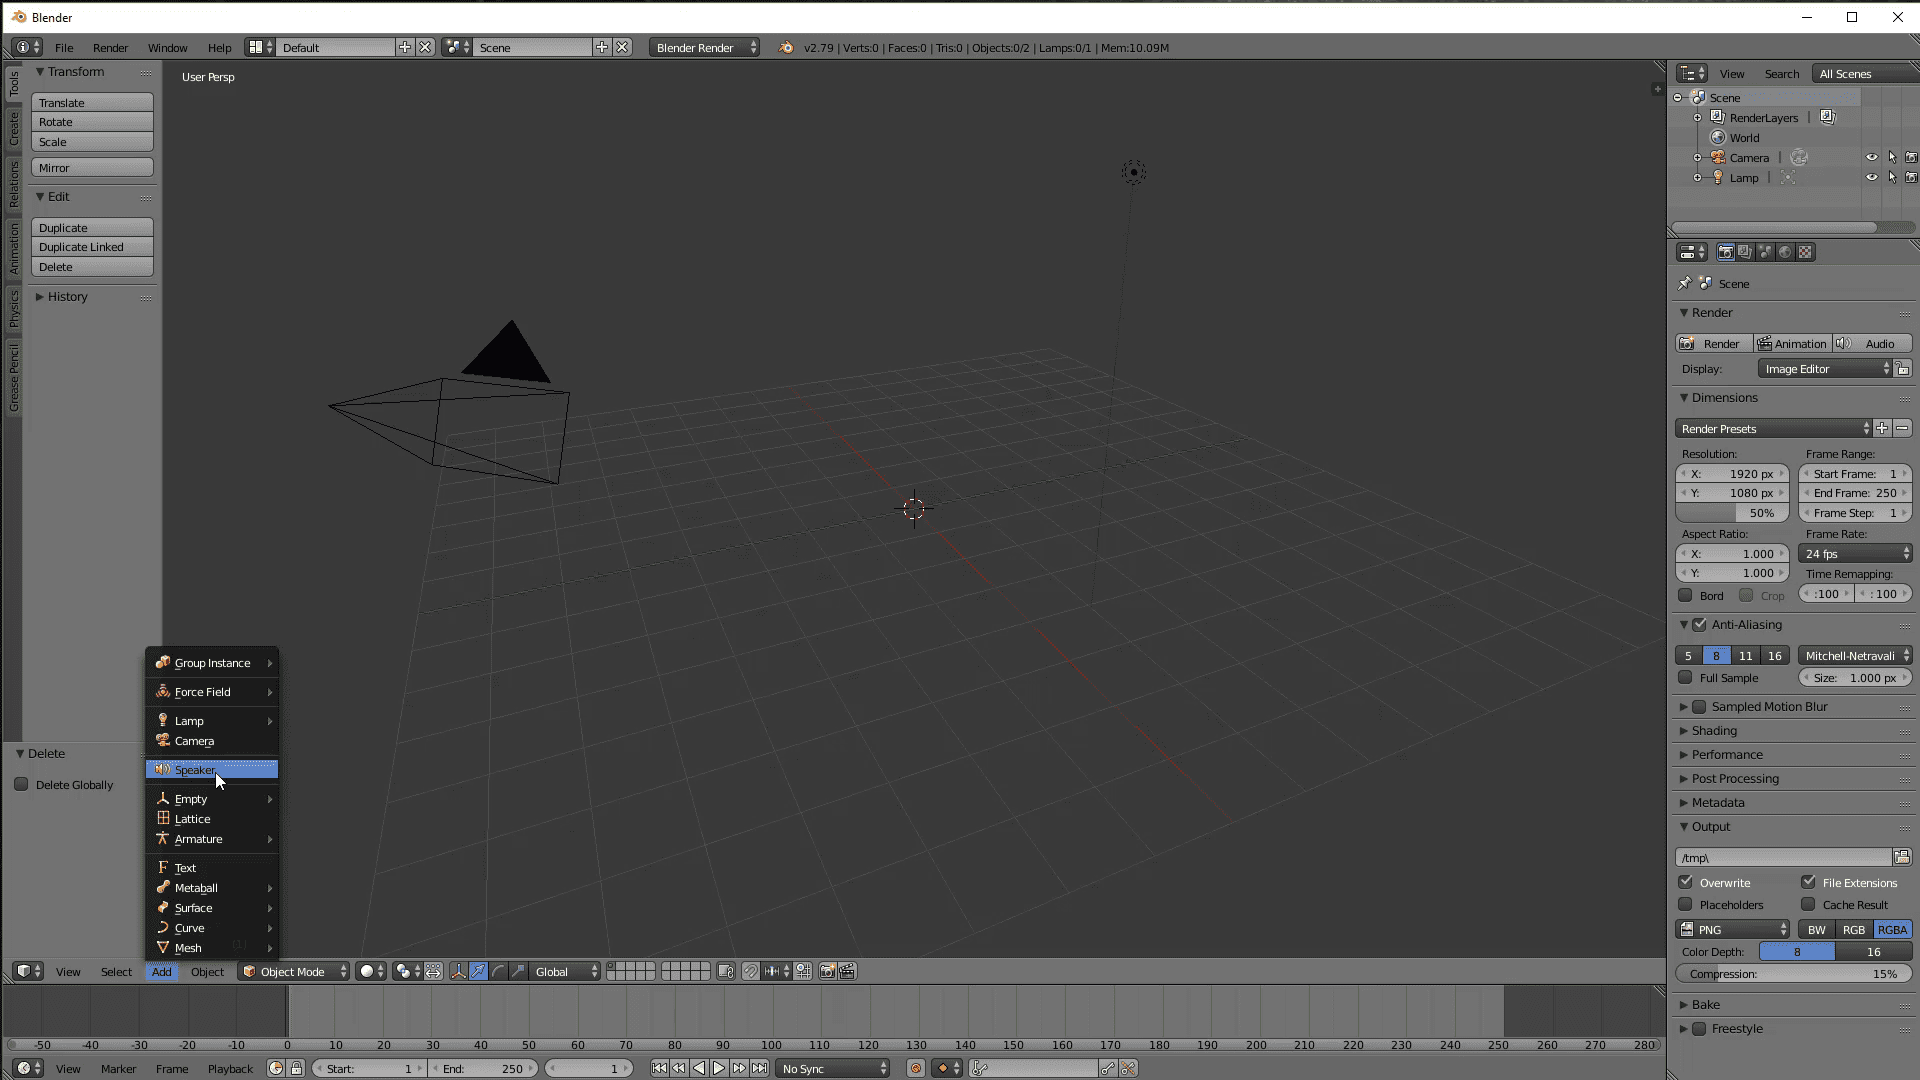 Blender
File Render Window Help Default Scene Blender Render v2.79 | Verts:0 | Faces:0 | Tris:0 | Objects:0/2 | Lamps:0/1 | Mem:10.09M
Tools
Create
Relations
Animation
Physics
Grease Pencil
Transform
Translate
Rotate
Scale
Mirror
Edit
Duplicate
Duplicate Linked
Delete
History
Delete
Delete Globally
User Persp
Group Instance
Force Field
Lamp
Camera
Speaker
Empty
Lattice
Armature
Text
Metaball
Surface
Curve
Mesh
(1)
View Select Add Object Object Mode Global
-50 -40 -30 -20 -10 0 10 20 30 40 50 60 70 80 90 100 110 120 130 140 150 160 170 180 190 200 210 220 230 240 250 260 270 280
View Marker Frame Playback Start: 1 End: 250 1 No Sync
View Search All Scenes
Scene
RenderLayers |
World
Camera |
Lamp |
Scene
Render
Render Animation Audio
Display: Image Editor
Dimensions
Render Presets
Resolution: Frame Range:
X: 1920 px Start Frame: 1
Y: 1080 px End Frame: 250
50% Frame Step: 1
Aspect Ratio: Frame Rate:
X: 1.000 24 fps
Y: 1.000 Time Remapping:
Bord Crop :100 : 100
Anti-Aliasing
5 8 11 16 Mitchell-Netravali
Full Sample Size: 1.000 px
Sampled Motion Blur
Shading
Performance
Post Processing
Metadata
Output
/tmp\
Overwrite File Extensions
Placeholders Cache Result
PNG BW RGB RGBA
Color Depth: 8 16
Compression: 15%
Bake
Freestyle